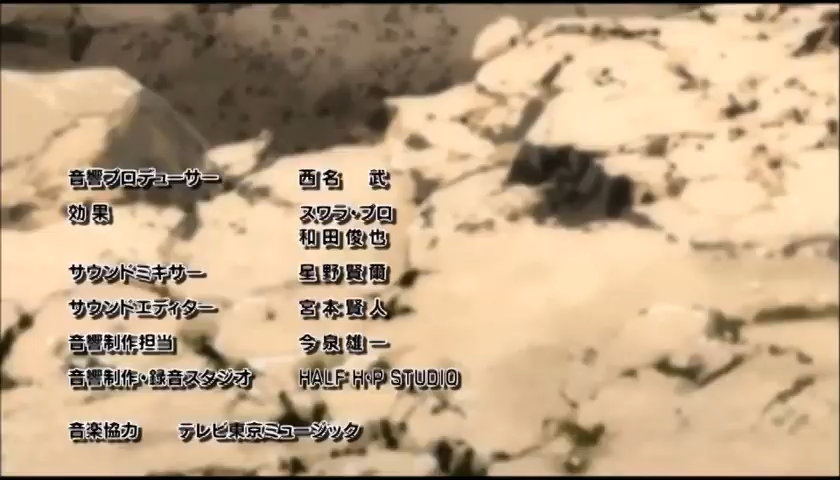 音響プロデューサー 西名 武
効果 スワラ・プロ
和田俊也
サウンドミキサー 星野賢爾
サウンドエディター 宮本賢人
音響制作担当 今泉雄一
音響制作・録音スタジオ HALF H・P STUDIO
音楽協力 テレビ東京ミュージック